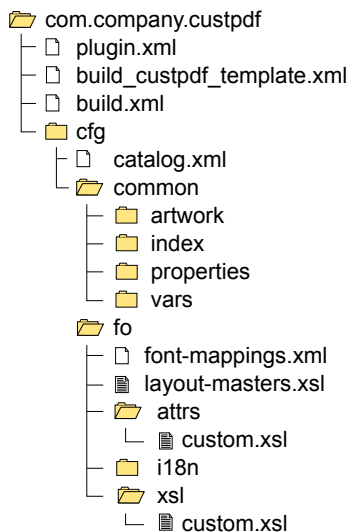 com.company.custpdf
plugin.xml
build_custpdf_template.xml
build.xml
cfg
catalog.xml
common
artwork
index
properties
vars
fo
font-mappings.xml
layout-masters.xsl
attrs
custom.xsl
i18n
xsl
custom.xsl